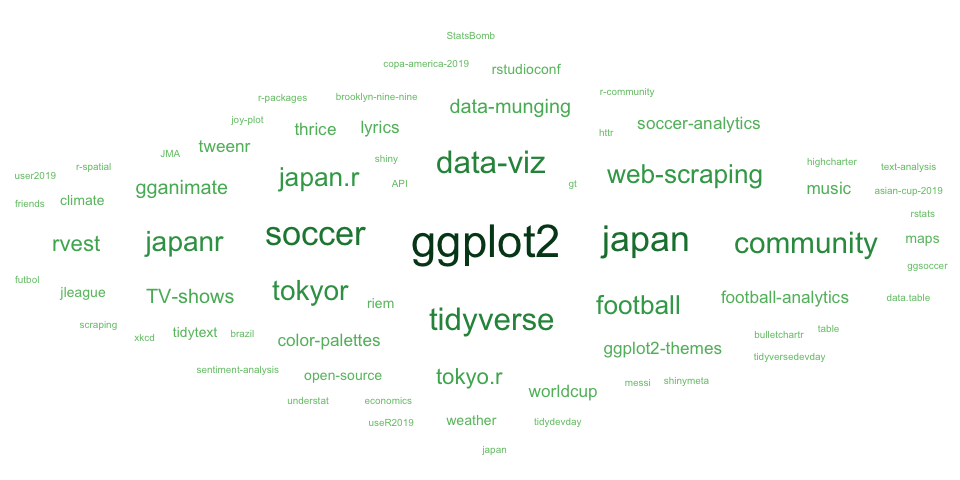 StatsBomb
copa-america-2019
rstudioconf
r-packages
brooklyn-nine-nine
data-munging
r-community
joy-plot
thrice
lyrics
httr
soccer-analytics
JMA
tweenr
shiny
data-viz
highcharter
text-analysis
user2019
r-spatial
gganimate
japan.r
API
gt
web-scraping
music
asian-cup-2019
friends
climate
rstats
rvest
japanr
soccer
ggplot2
japan
community
maps
ggsoccer
futbol
jleague
TV-shows
tokyor
riem
football
football-analytics
data.table
scraping
xkcd
tidytext
brazil
color-palettes
tidyverse
ggplot2-themes
bulletchartr
table
tidyversedevday
sentiment-analysis
open-source
tokyo.r
worldcup
messi
shinymeta
understat
economics
useR2019
weather
tidydevday
japan